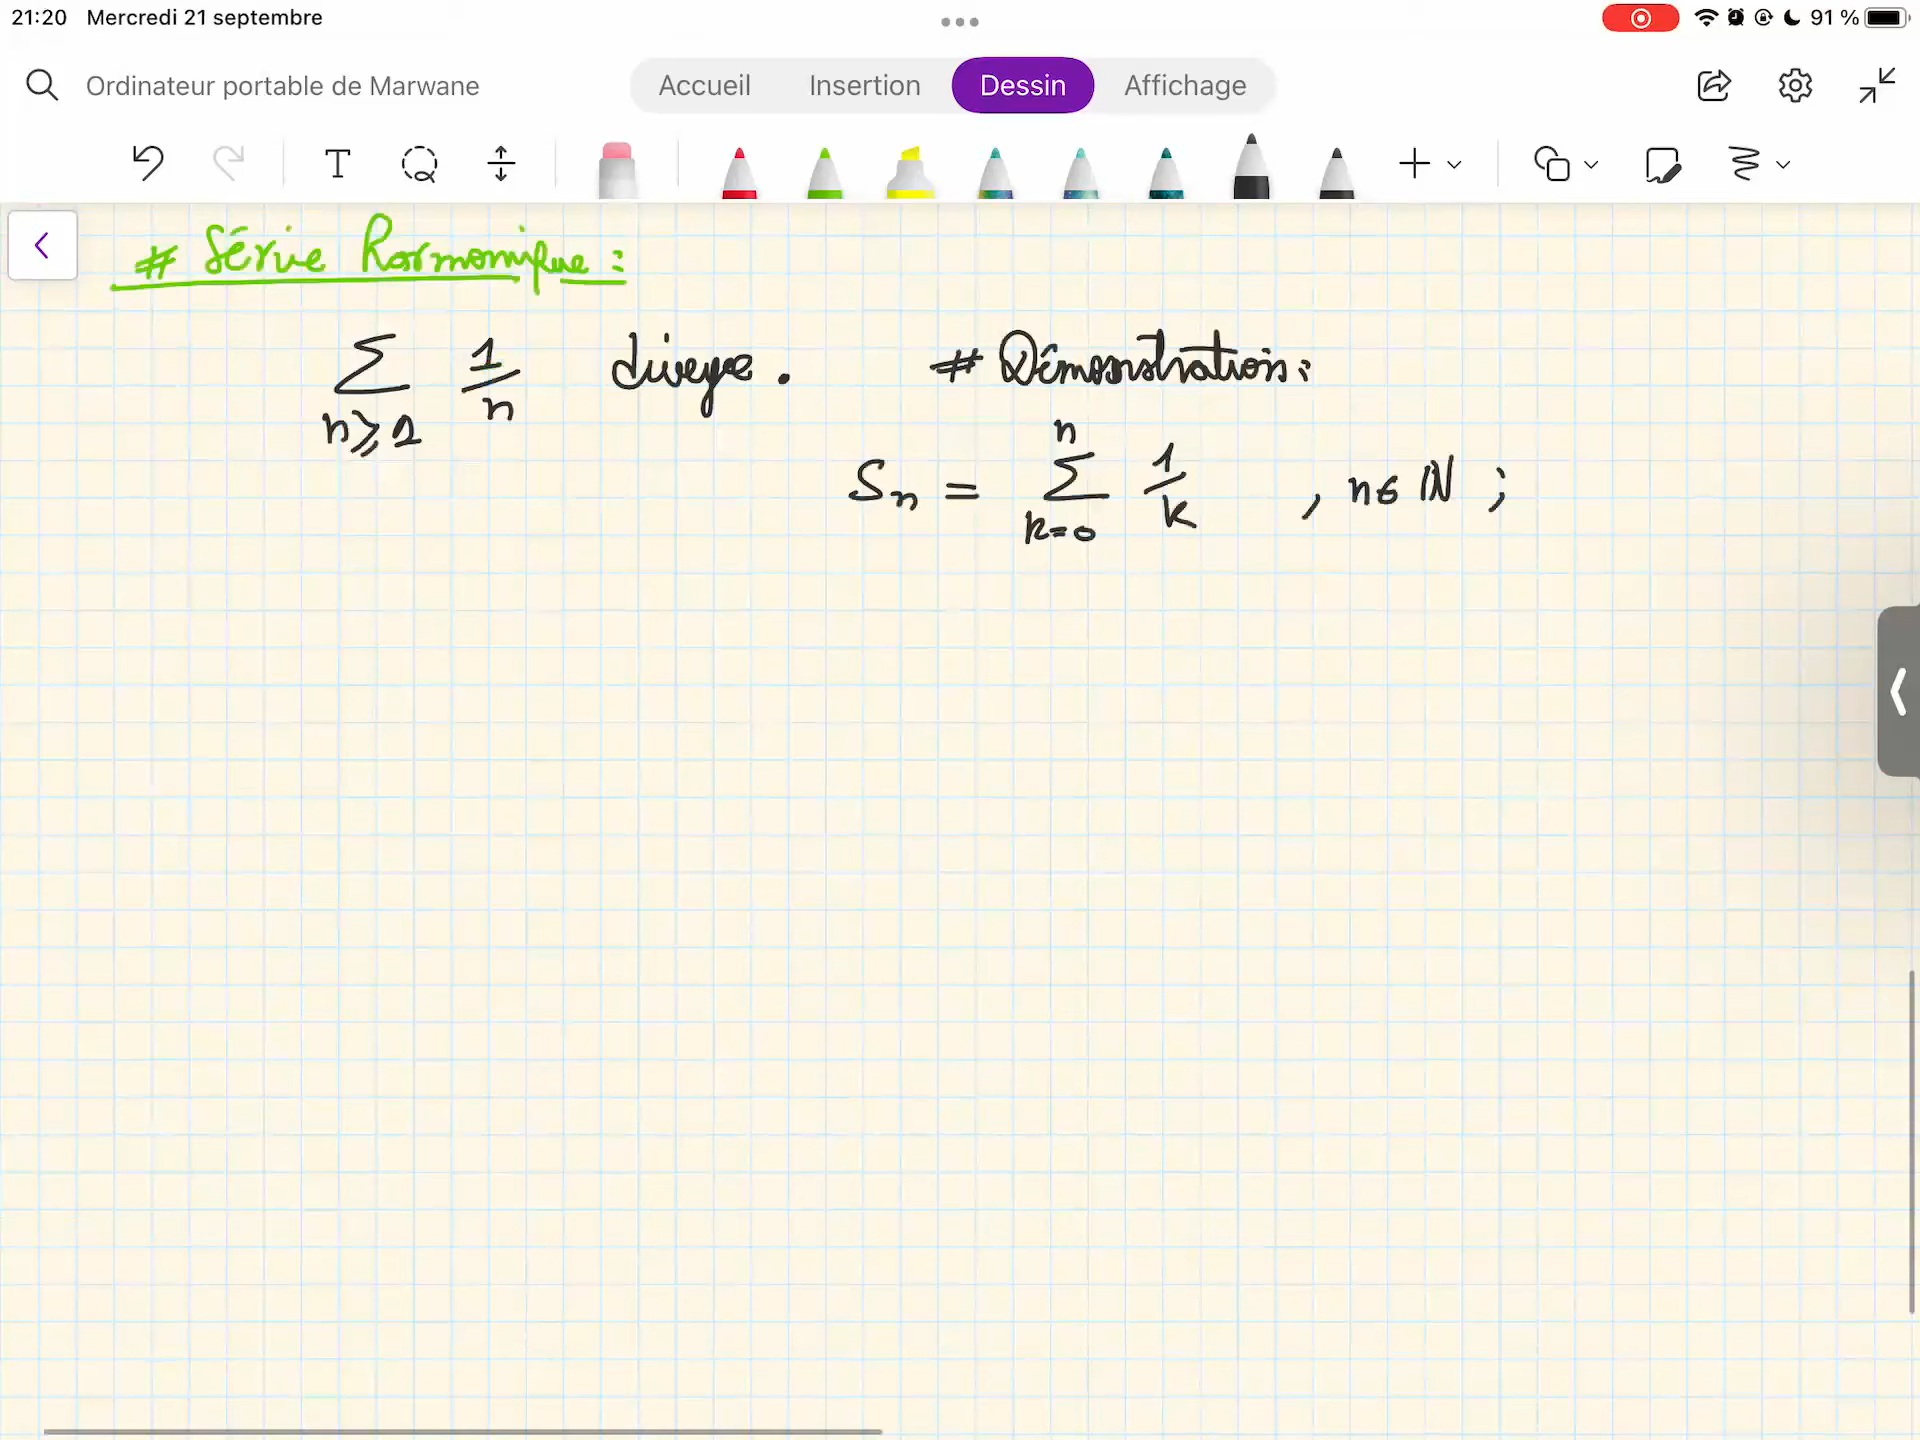 21:20 Mercredi 21 septembre 91 %
Ordinateur portable de Marwane Accueil Insertion Dessin Affichage
T
# Série Harmonique :
∑ 1/n diverge . # Démonstration :
n⩾1
n
Sn = ∑ 1/k , n∈ ℕ ;
k=0